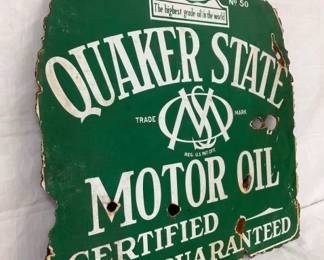 No 50
The highest grade oil in the world
QUAKER STATE
TRADE MARK
REG. U.S. PAT. OFF.
MOTOR OIL
CERTIFIED
GUARANTEED